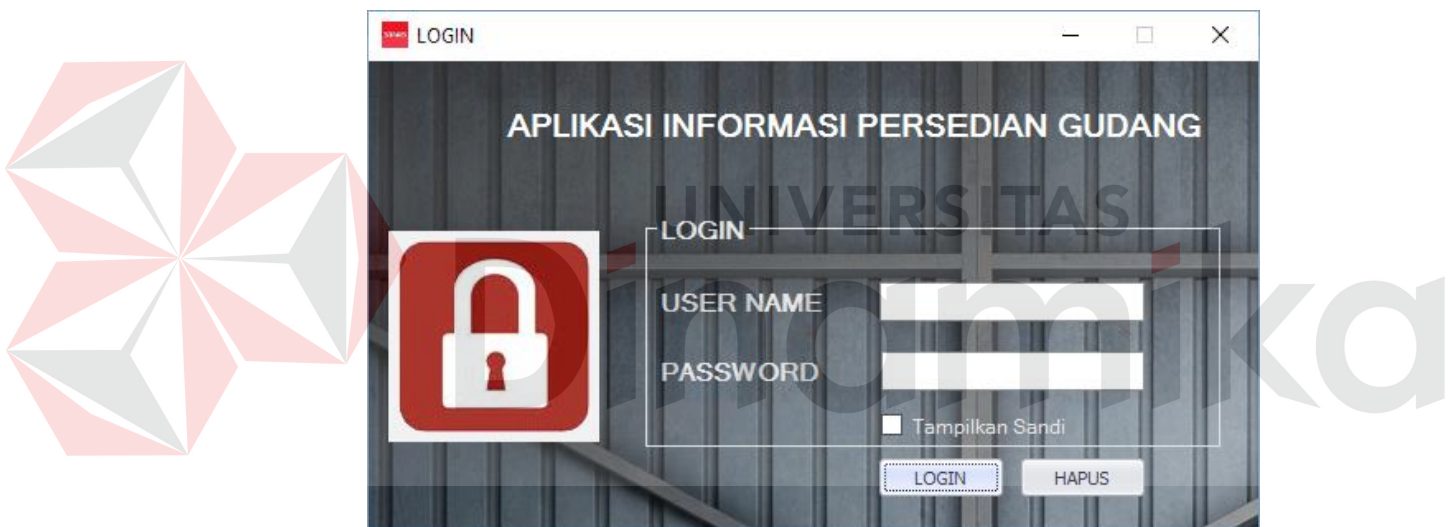 LOGIN
APLIKASI INFORMASI PERSEDIAN GUDANG
UNIVERSITAS
Dinamika
LOGIN
USER NAME
PASSWORD
Tampilkan Sandi
LOGIN HAPUS